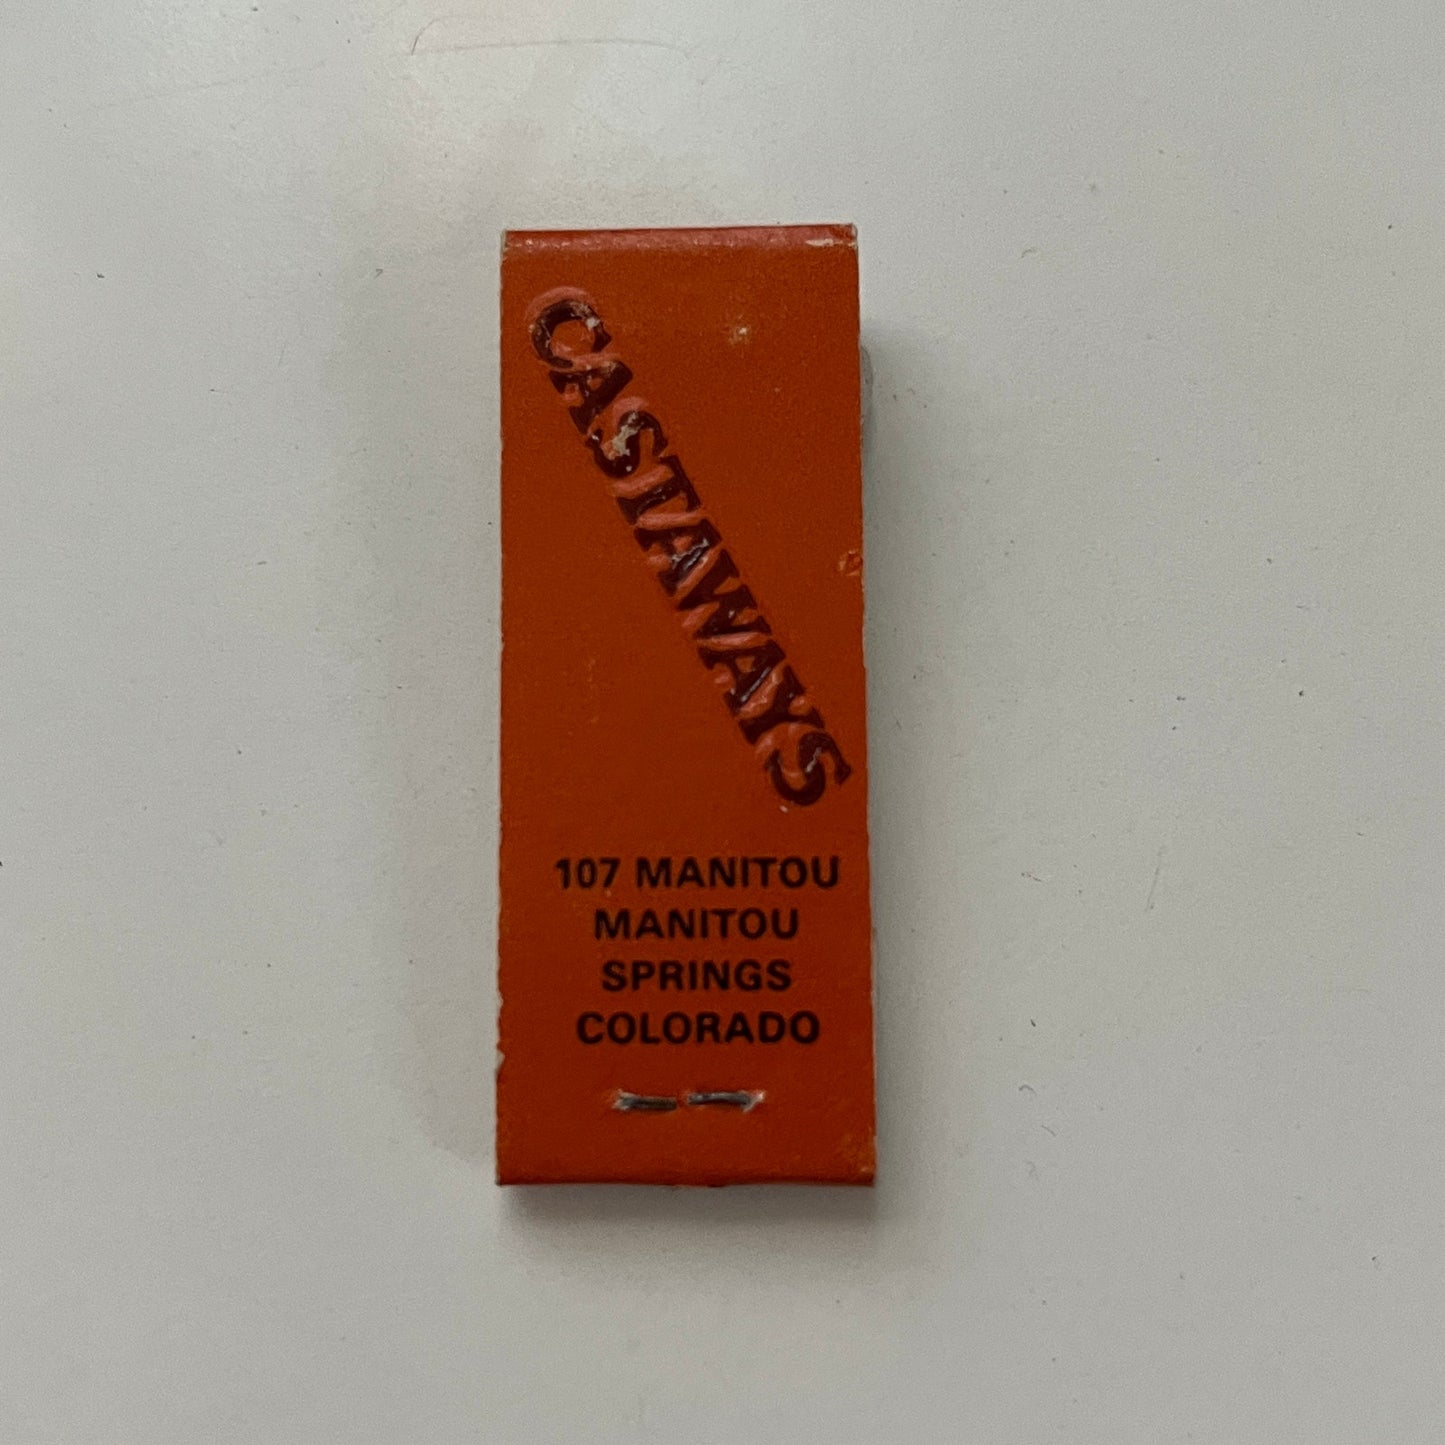 CASTAWAYS
107 MANITOU
MANITOU
SPRINGS
COLORADO